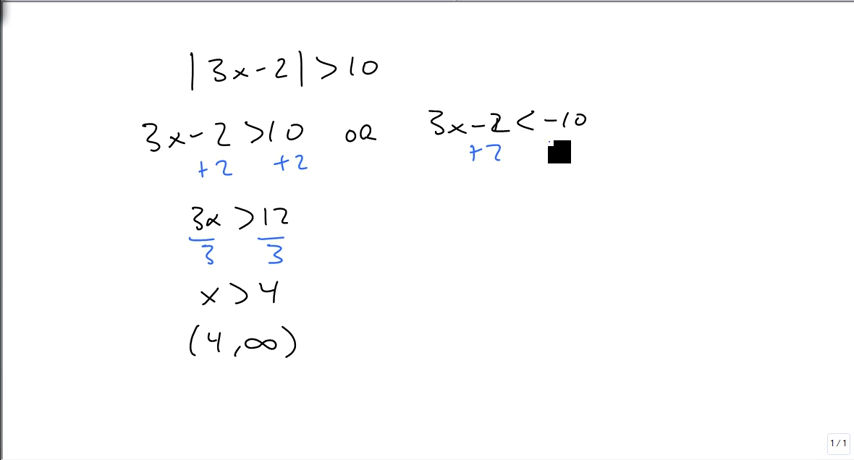 |3x-2|>10
3x-2>10 OR 3x-2<-10
+2 +2 +2
3x>12
3 3
x>4
(4,∞)
1/1